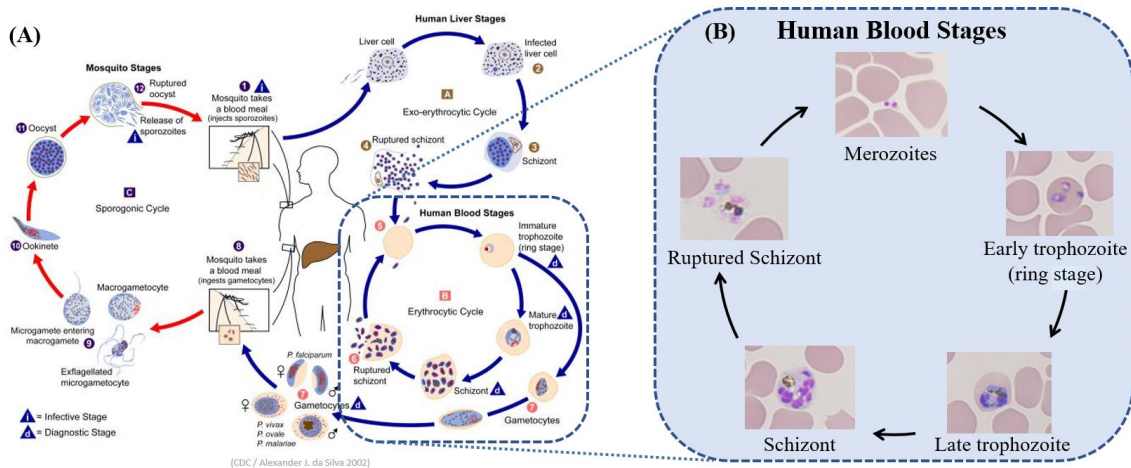 (A)
Mosquito Stages
12 Ruptured
oocyst
Release of
sporozoites
i
11 Oocyst
1 i
Mosquito takes
a blood meal
(injects sporozoites)
C
Sporogonic Cycle
10 Ookinete
Macrogametocyte
Microgamete entering
macrogamete 9
Exflagellated
microgametocyte
8
Mosquito takes
a blood meal
(ingests gametocytes)
i = Infective Stage
d = Diagnostic Stage
Human Liver Stages
Liver cell
Infected
liver cell
2
A
Exo-erythrocytic Cycle
3
Schizont
4 Ruptured schizont
Human Blood Stages
5
Immature
trophozoite
(ring stage)
d
B
Erythrocytic Cycle
Mature d
trophozoite
6
Ruptured
schizont
Schizont d
7
Gametocytes
P. falciparum
♀
♂
7
Gametocytes d
♀
♂
P. vivax
P. ovale
P. malariae
(CDC / Alexander J. da Silva 2002)
(B)
Human Blood Stages
Merozoites
Early trophozoite
(ring stage)
Late trophozoite
Schizont
Ruptured Schizont